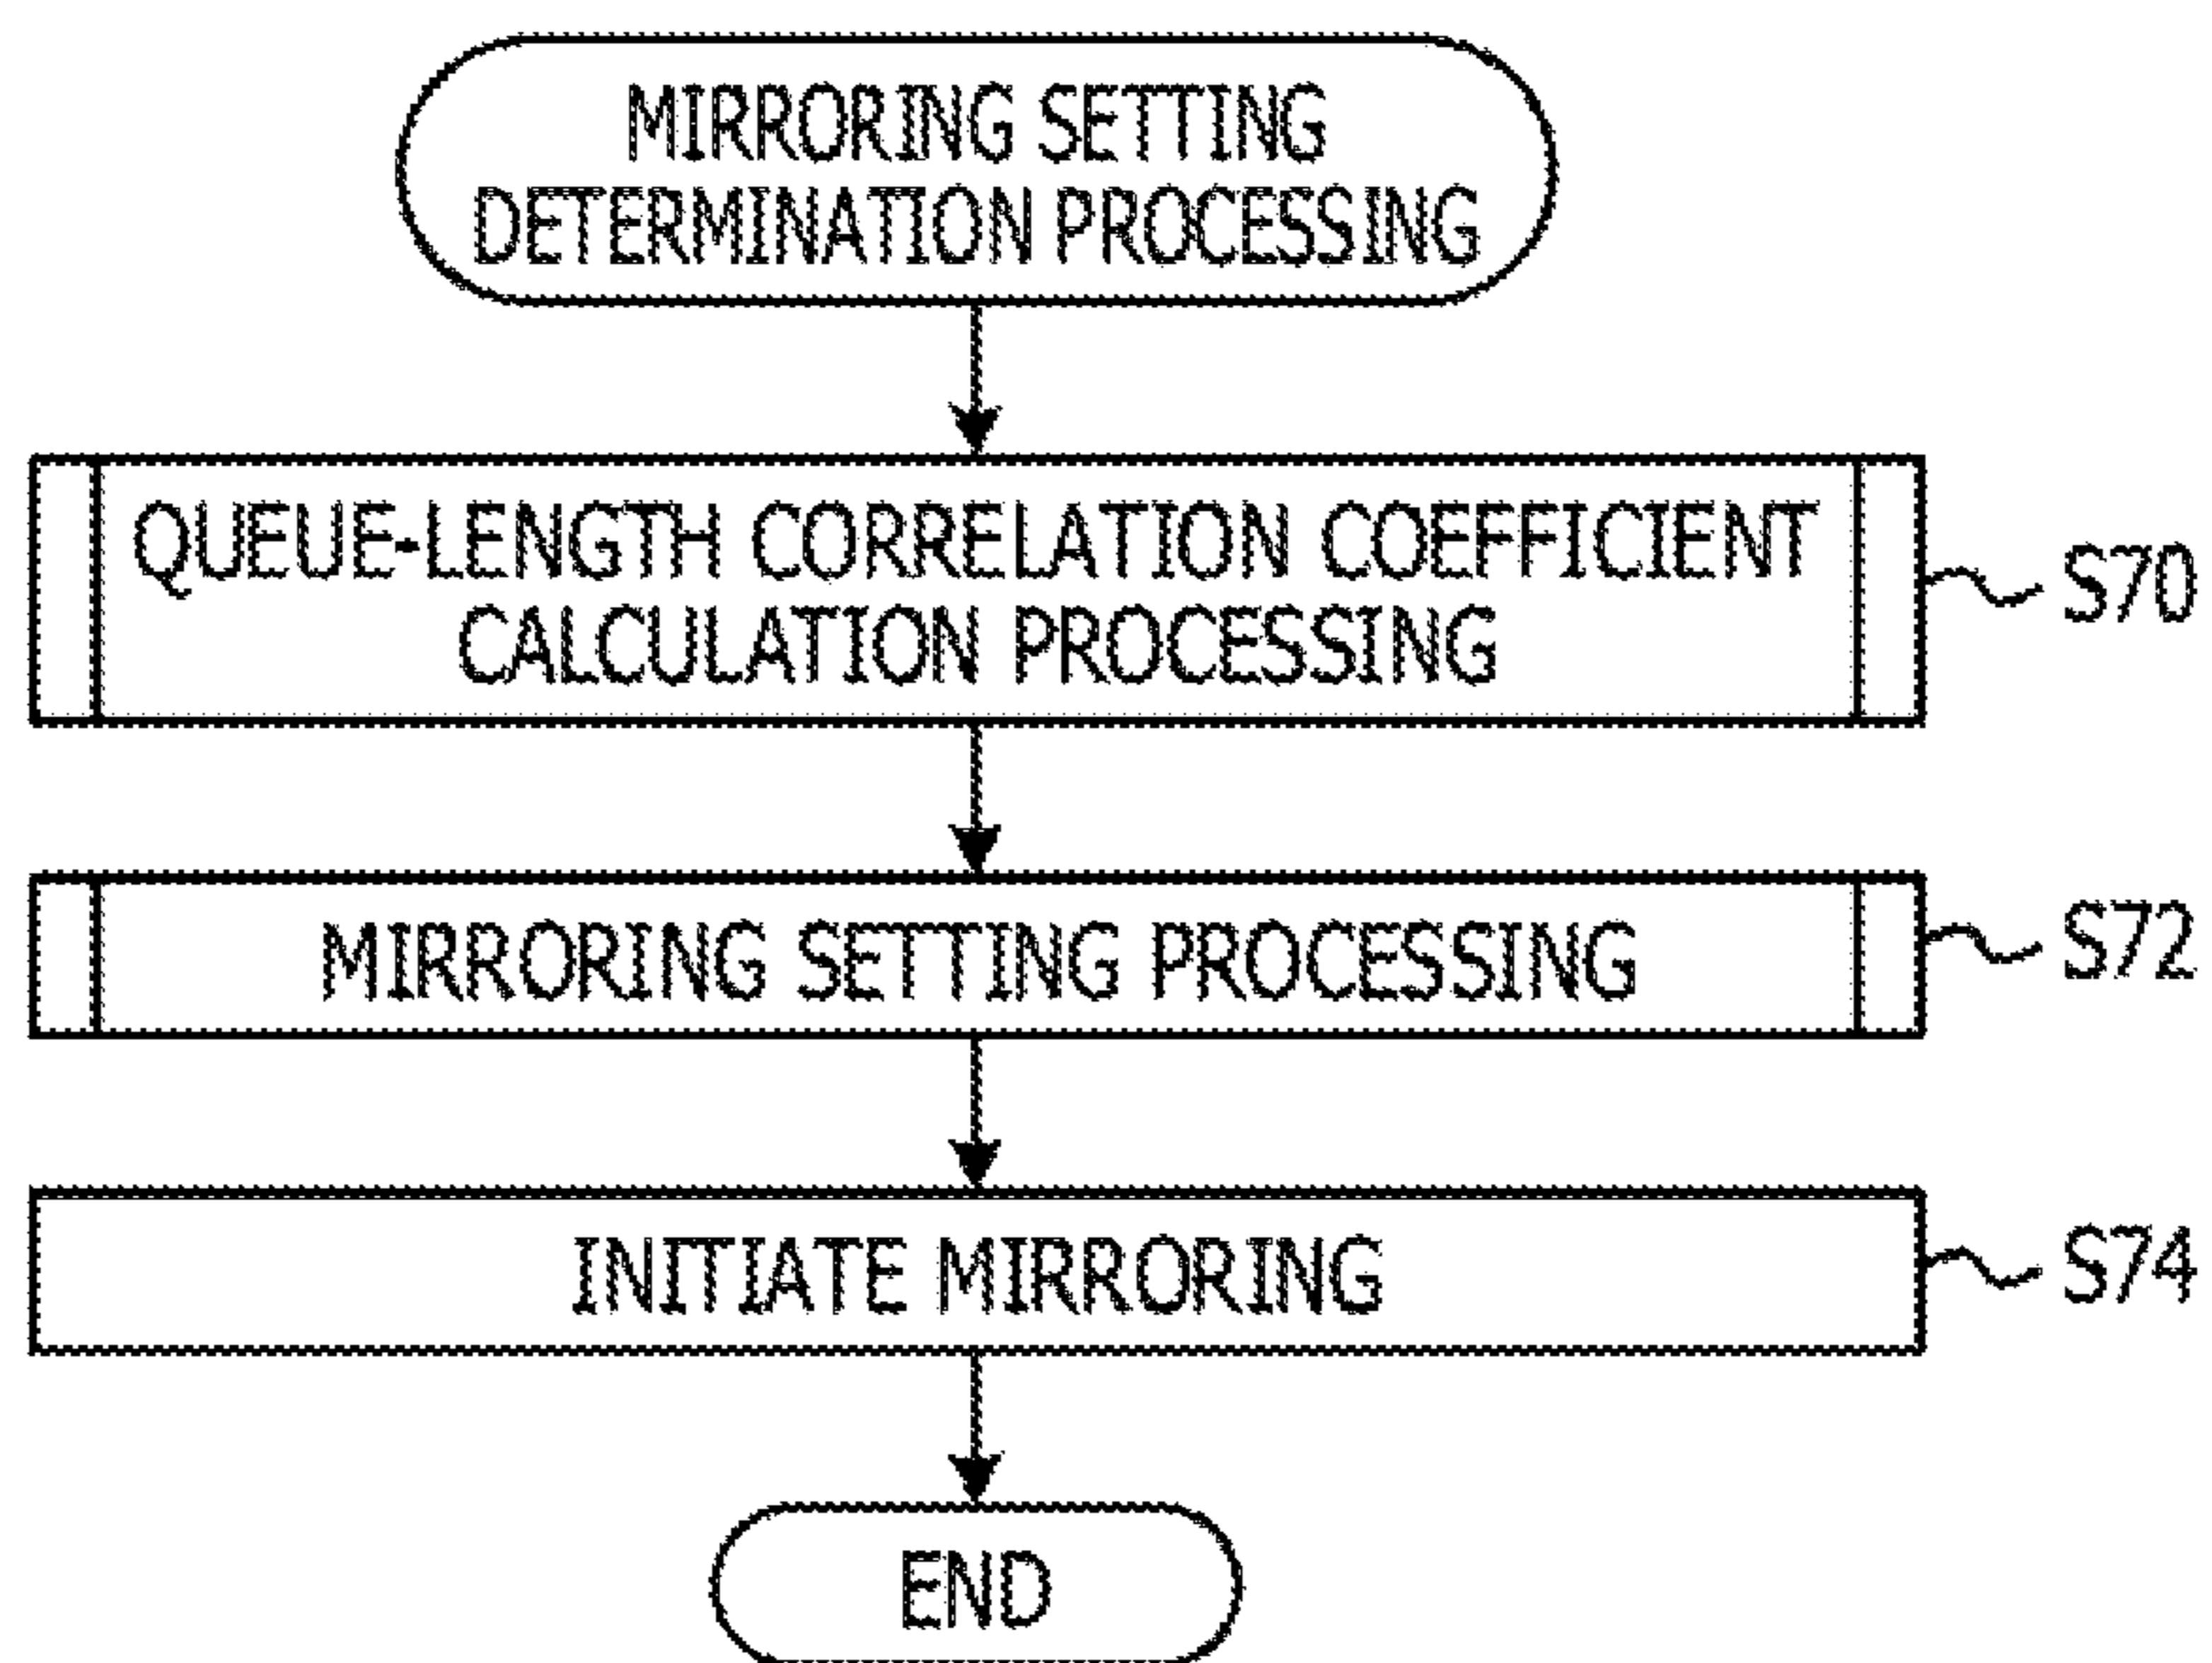 MIRRORING SETTING
DETERMINATION PROCESSING
QUEUE-LENGTH CORRELATION COEFFICIENT
CALCULATION PROCESSING
S70
MIRRORING SETTING PROCESSING
S72
INITIATE MIRRORING
S74
END